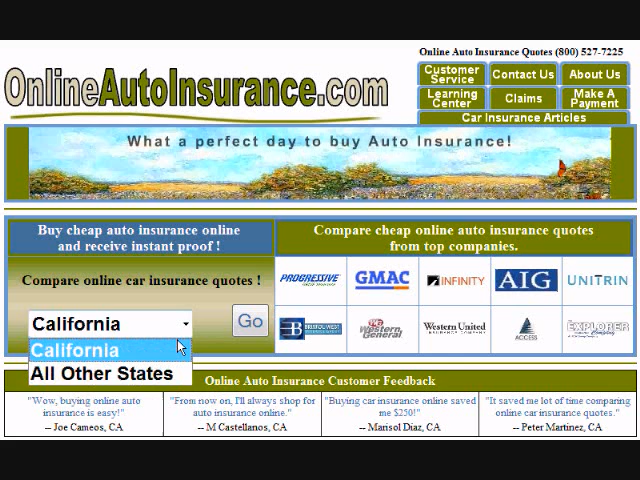 Online Auto Insurance Quotes (800) 527-7225
OnlineAutoInsurance.com
Customer Service
Contact Us
About Us
Learning Center
Claims
Make A Payment
Car Insurance Articles
What a perfect day to buy Auto Insurance!
Buy cheap auto insurance online
and receive instant proof !
Compare cheap online auto insurance quotes
from top companies.
Compare online car insurance quotes !
PROGRESSIVE
GMAC
INFINITY
AIG
UNITRIN
California
Go
BRISTOL WEST
Western General
Western United
INSURANCE COMPANY
ACCESS
EXPLORER
California
All Other States
Online Auto Insurance Customer Feedback
"Wow, buying online auto
insurance is easy!"
-- Joe Cameos, CA
"From now on, I'll always shop for
auto insurance online."
-- M Castellanos, CA
"Buying car insurance online saved
me $250!"
-- Marisol Diaz, CA
"It saved me lot of time comparing
online car insurance quotes."
-- Peter Martinez, CA